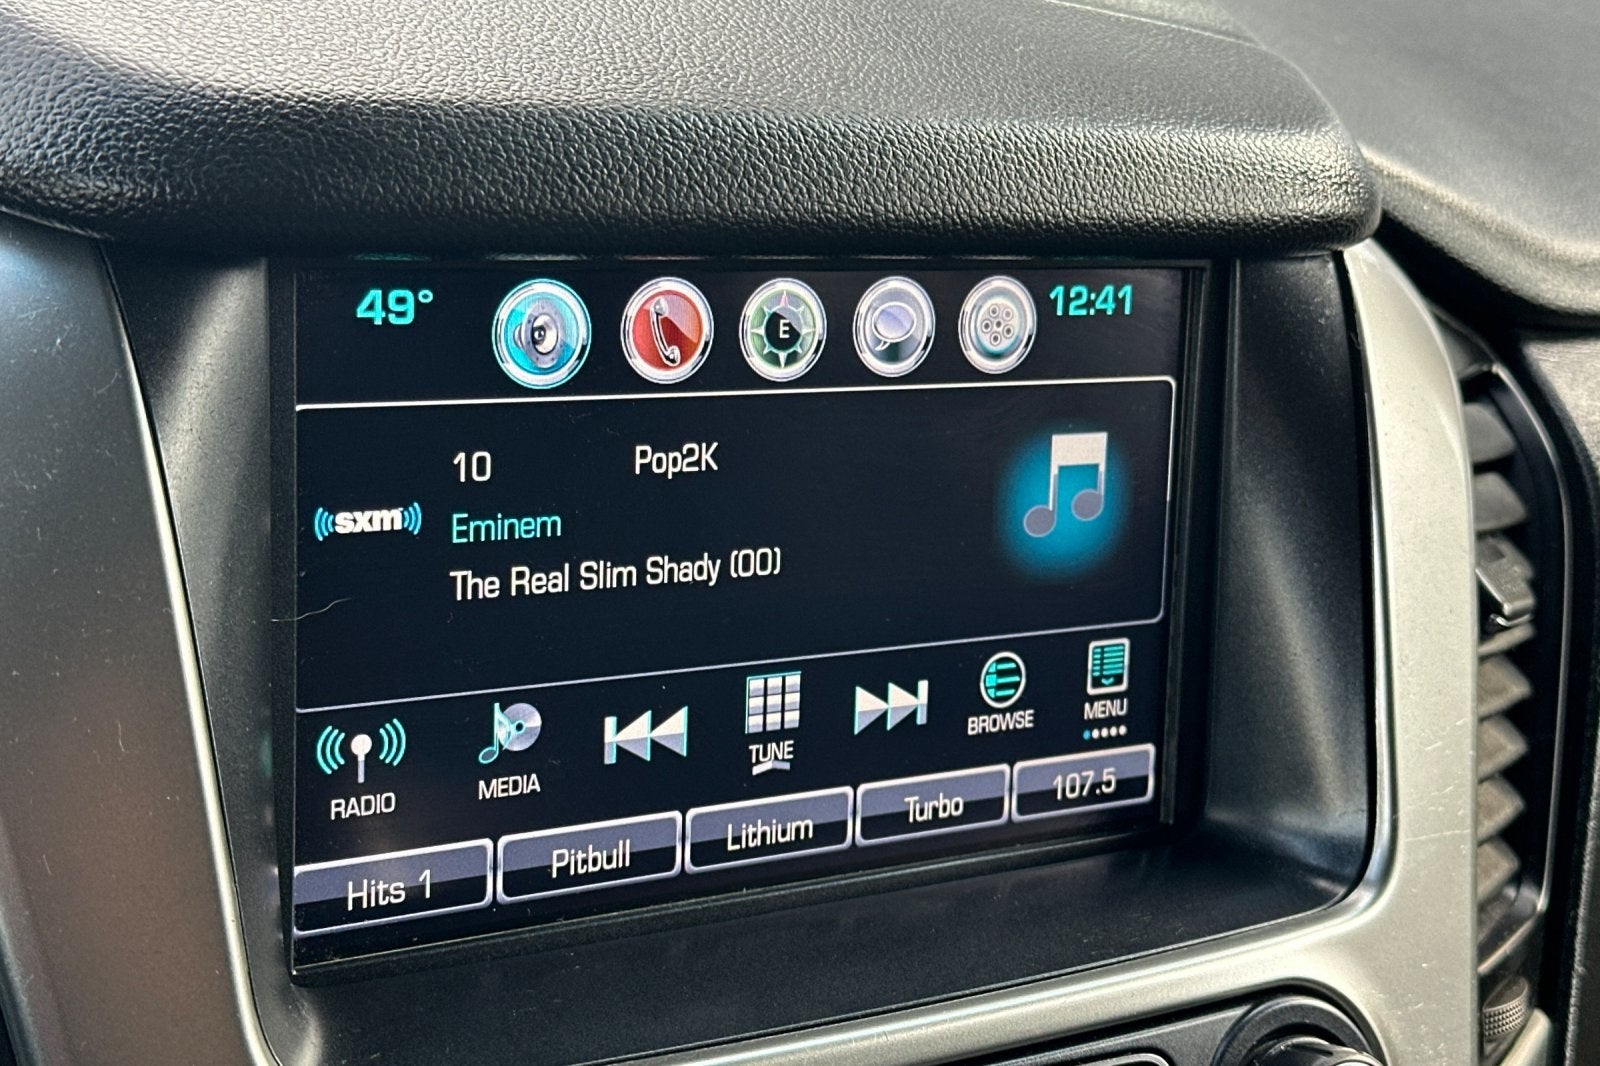 49° E 12:41
10 Pop2K
sxm
Eminem
The Real Slim Shady (00)
RADIO MEDIA TUNE BROWSE MENU
Hits 1 Pitbull Lithium Turbo 107.5